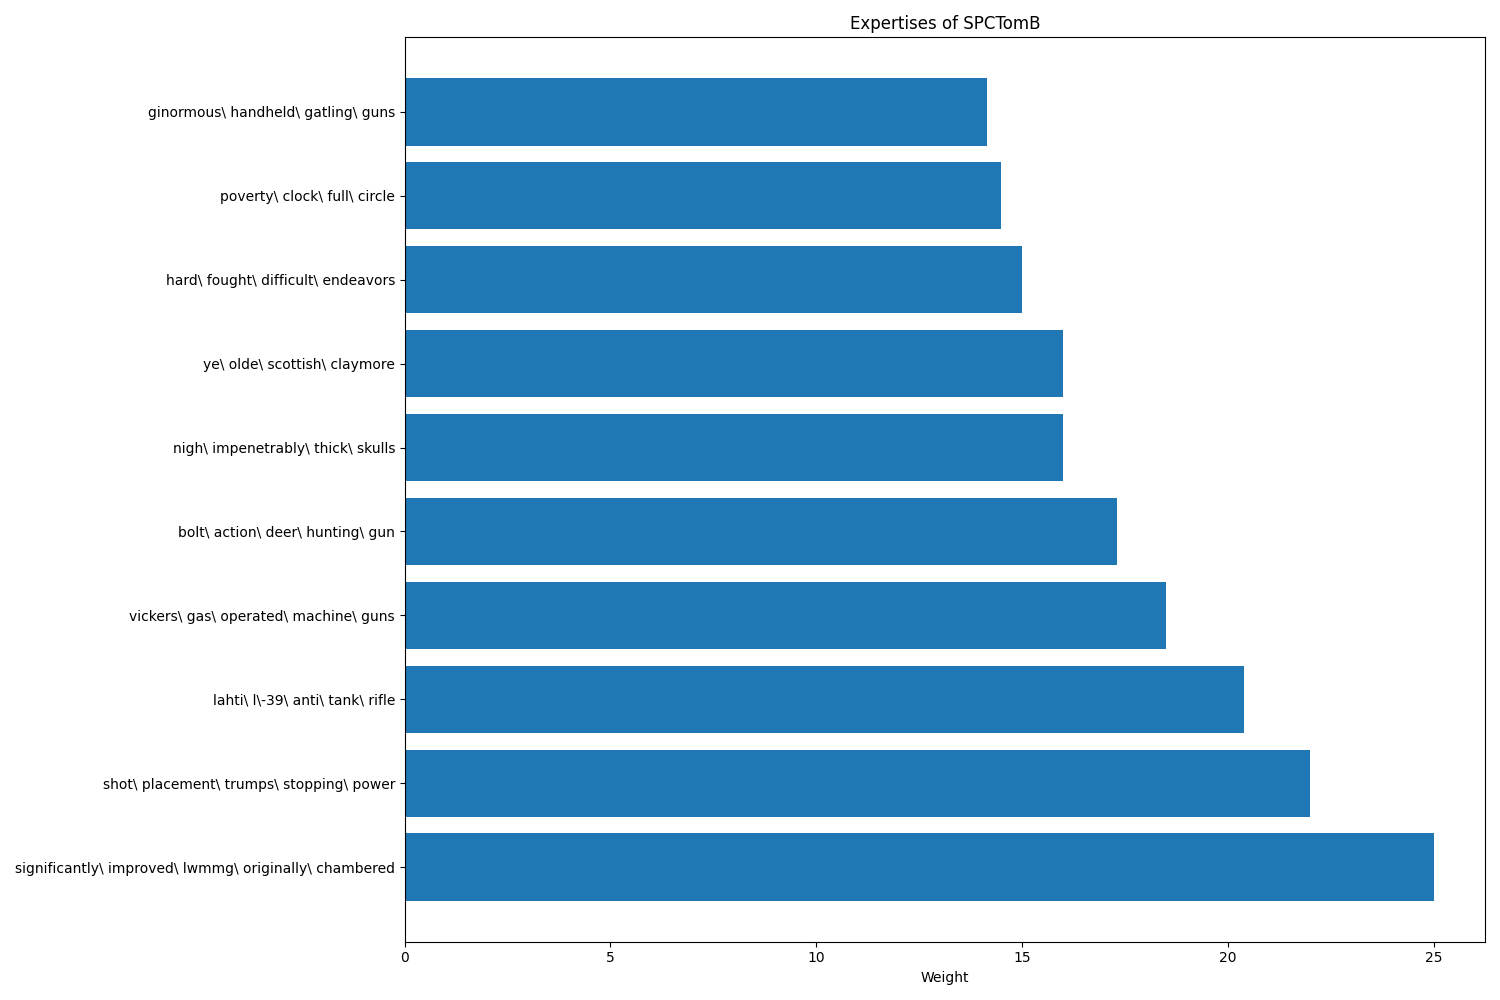 Expertises of SPCTomB
ginormous\ handheld\ gatling\ guns
poverty\ clock\ full\ circle
hard\ fought\ difficult\ endeavors
ye\ olde\ scottish\ claymore
nigh\ impenetrably\ thick\ skulls
bolt\ action\ deer\ hunting\ gun
vickers\ gas\ operated\ machine\ guns
lahti\ l\-39\ anti\ tank\ rifle
shot\ placement\ trumps\ stopping\ power
significantly\ improved\ lwmmg\ originally\ chambered
0 5 10 15 20 25
Weight